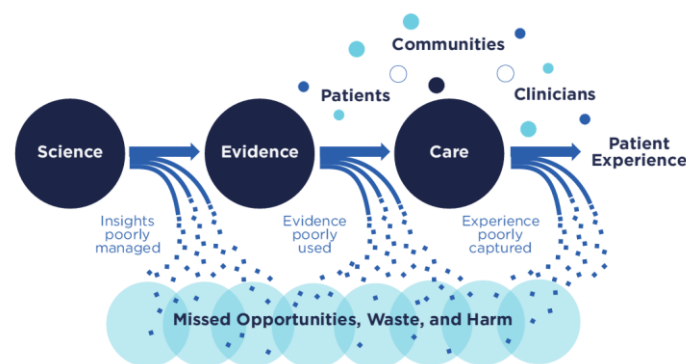 Communities
Patients
Clinicians
Science
Evidence
Care
Patient
Experience
Insights
poorly
managed
Evidence
poorly
used
Experience
poorly
captured
Missed Opportunities, Waste, and Harm